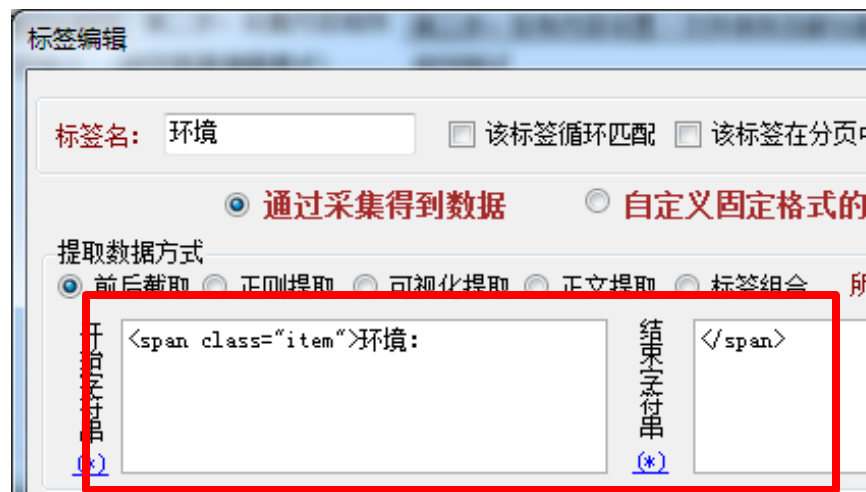 标签编辑
标签名: 环境 该标签循环匹配 该标签在分页
通过采集得到数据 自定义固定格式的
提取数据方式
前后截取 正则提取 可视化提取 正文提取 标签组合 所
开始字符串 (*)
<span class="item">环境:
结束字符串 (*)
</span>